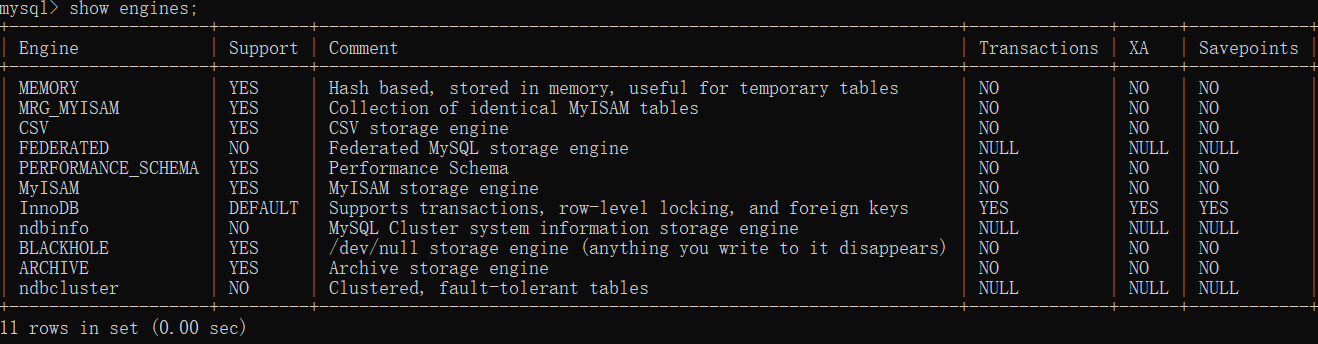 mysql> show engines;
+--------------------+---------+----------------------------------------------------------------+--------------+------+------------+
| Engine | Support | Comment | Transactions | XA | Savepoints |
+--------------------+---------+----------------------------------------------------------------+--------------+------+------------+
| MEMORY | YES | Hash based, stored in memory, useful for temporary tables | NO | NO | NO |
| MRG_MYISAM | YES | Collection of identical MyISAM tables | NO | NO | NO |
| CSV | YES | CSV storage engine | NO | NO | NO |
| FEDERATED | NO | Federated MySQL storage engine | NULL | NULL | NULL |
| PERFORMANCE_SCHEMA | YES | Performance Schema | NO | NO | NO |
| MyISAM | YES | MyISAM storage engine | NO | NO | NO |
| InnoDB | DEFAULT | Supports transactions, row-level locking, and foreign keys | YES | YES | YES |
| ndbinfo | NO | MySQL Cluster system information storage engine | NULL | NULL | NULL |
| BLACKHOLE | YES | /dev/null storage engine (anything you write to it disappears) | NO | NO | NO |
| ARCHIVE | YES | Archive storage engine | NO | NO | NO |
| ndbcluster | NO | Clustered, fault-tolerant tables | NULL | NULL | NULL |
+--------------------+---------+----------------------------------------------------------------+--------------+------+------------+
11 rows in set (0.00 sec)